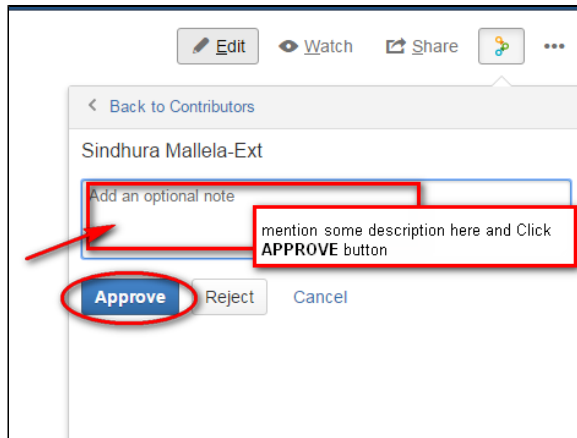 Edit Watch Share •••
Back to Contributors
Sindhura Mallela-Ext
Add an optional note
mention some description here and Click
APPROVE button
Approve Reject Cancel